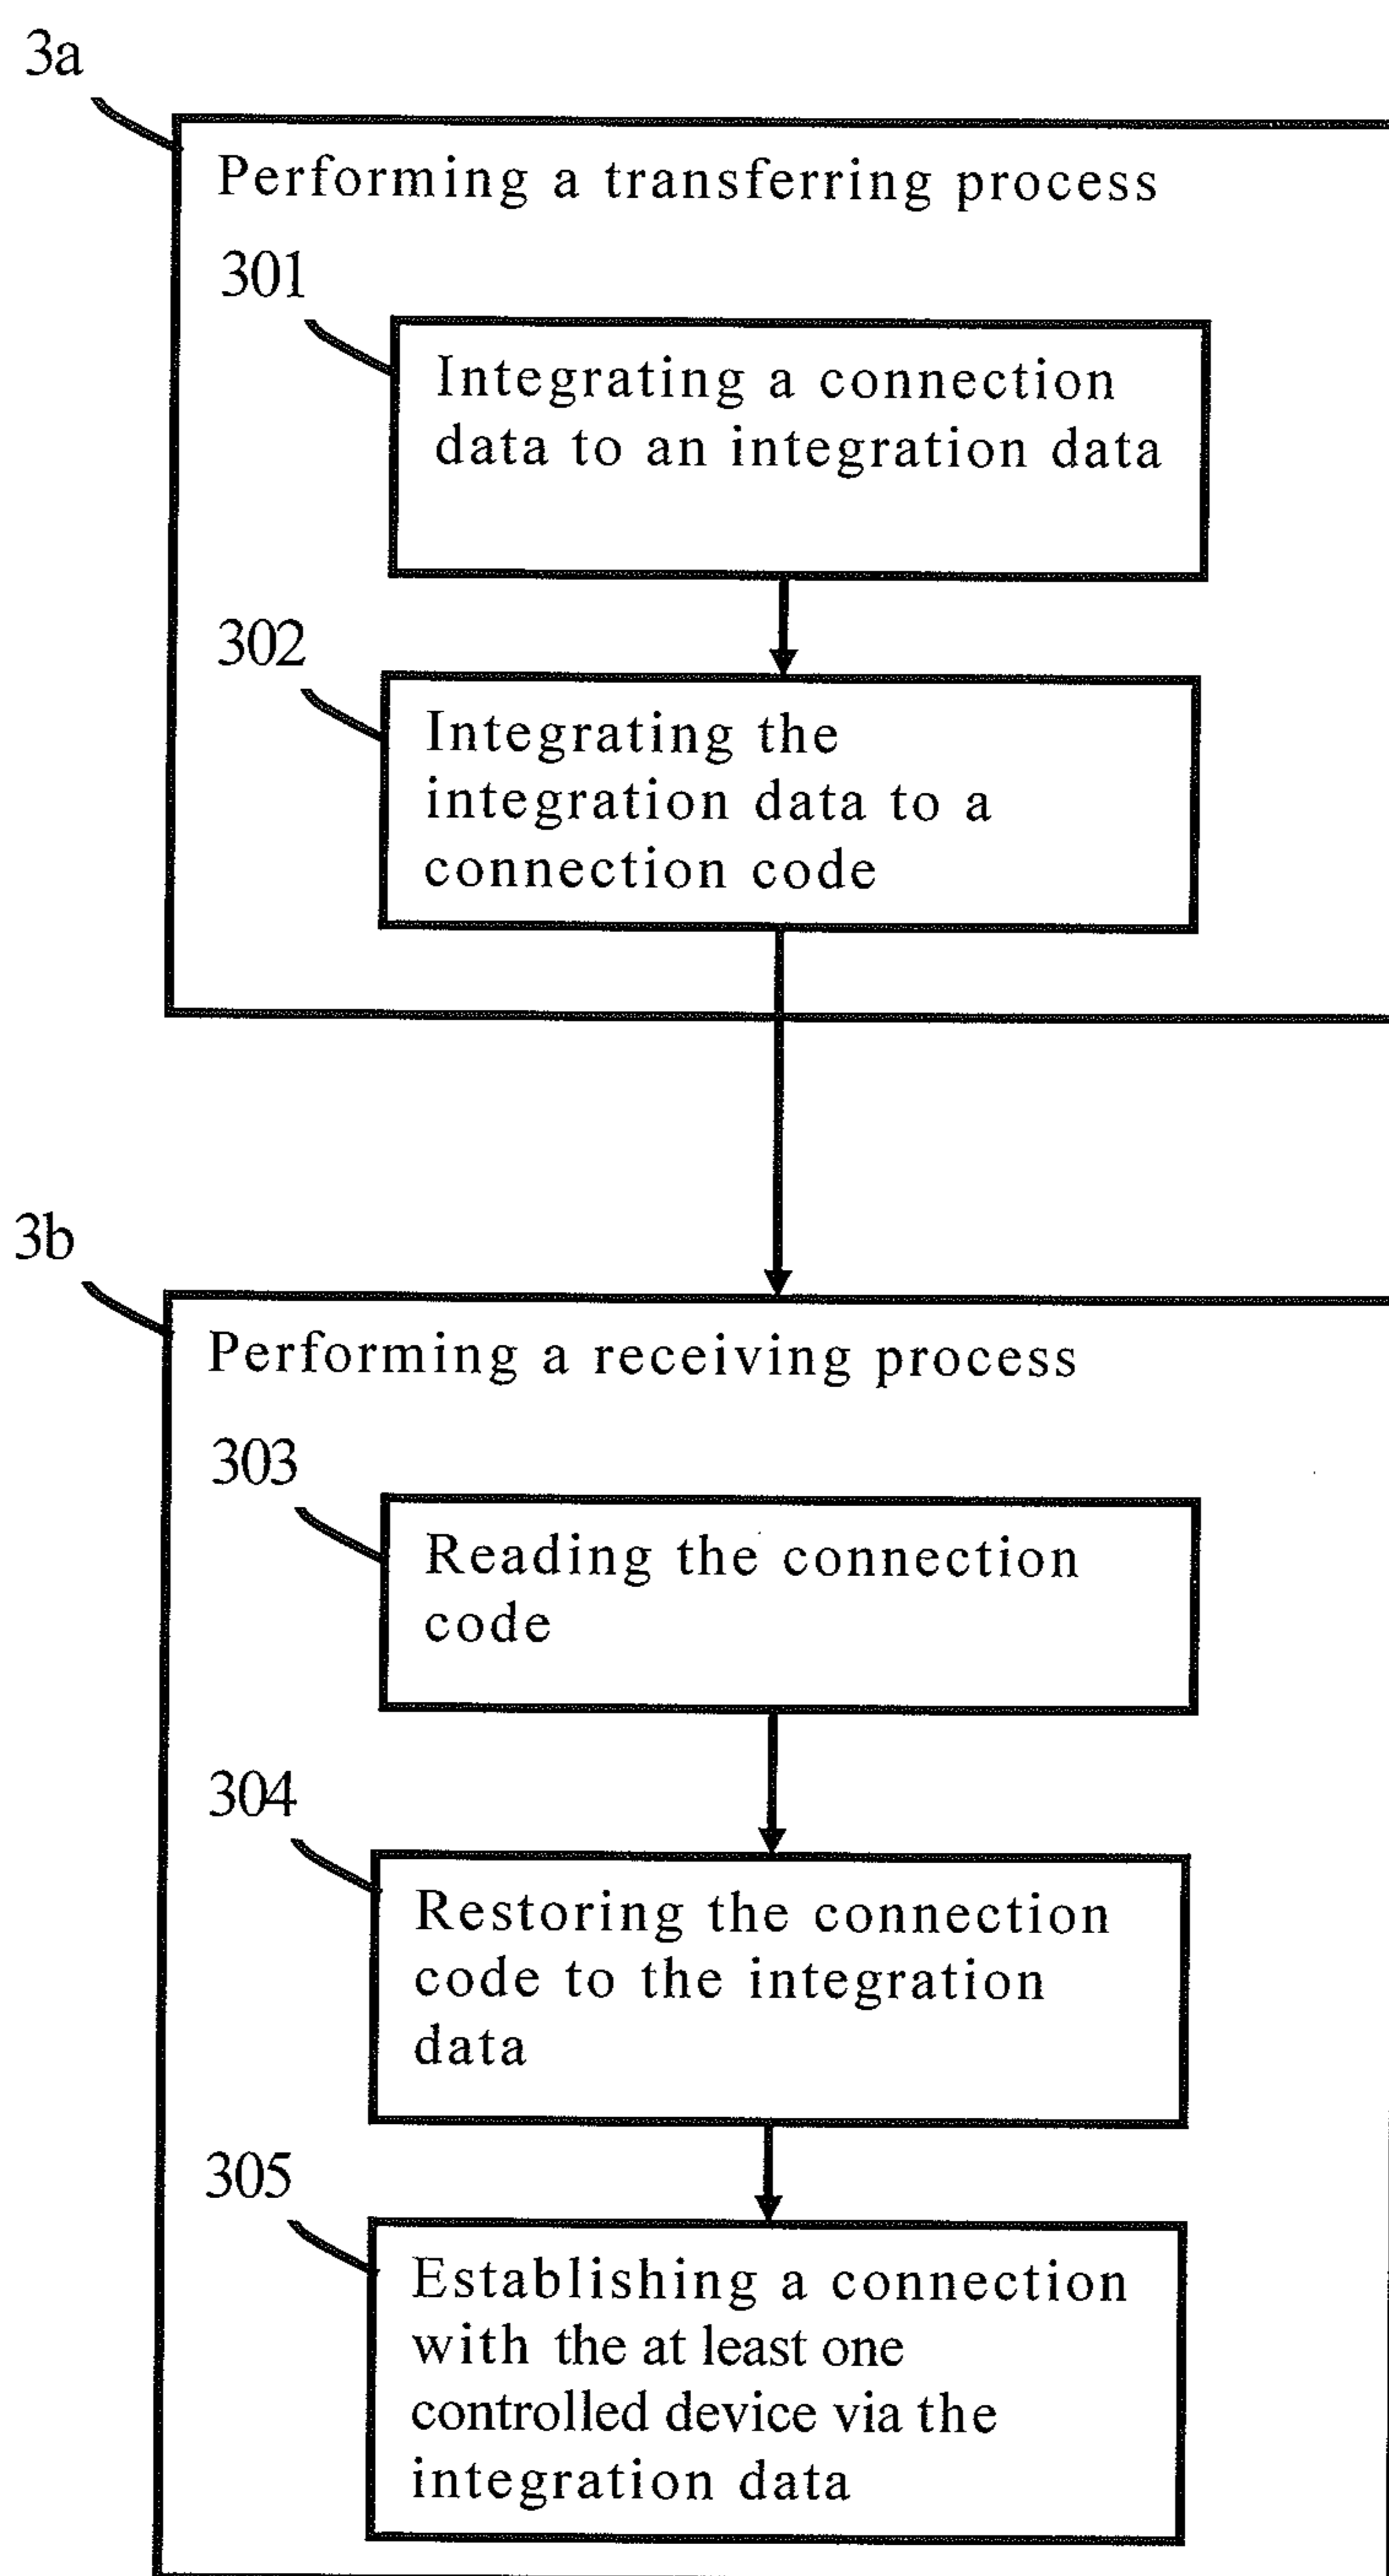 3a
Performing a transferring process
301
Integrating a connection
data to an integration data
302
Integrating the
integration data to a
connection code
3b
Performing a receiving process
303
Reading the connection
code
304
Restoring the connection
code to the integration
data
305
Establishing a connection
with the at least one
controlled device via the
integration data